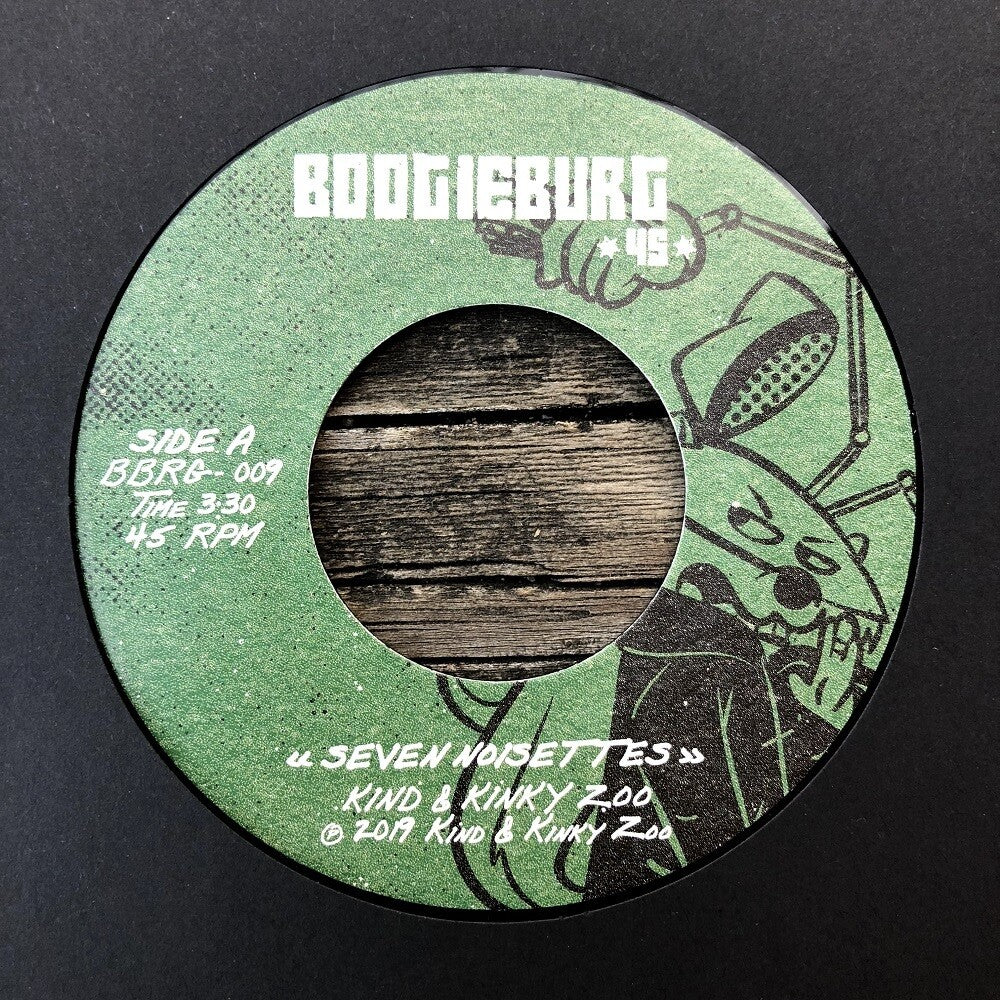 BOOGIEBURG
★ 45 ★
SIDE A
BBRG-009
TIME 3:30
45 RPM
« SEVEN NOISETTES »
KIND & KINKY ZOO
℗ 2019 KIND & KINKY ZOO